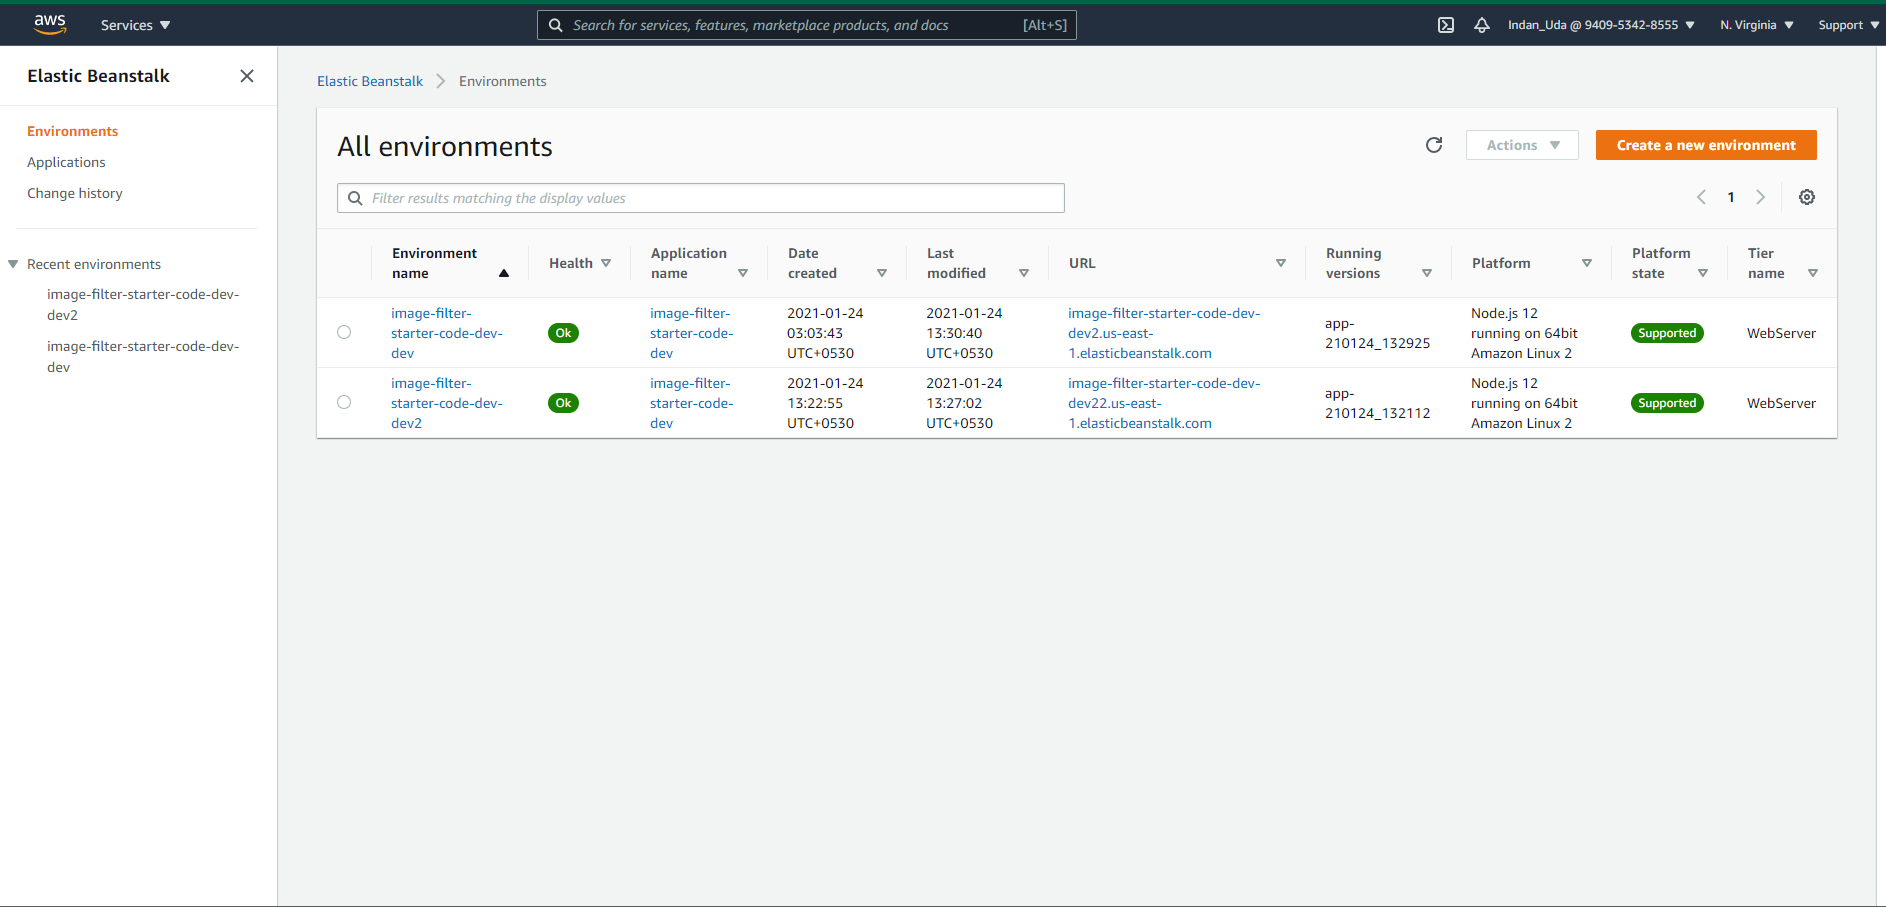 aws
Services
Search for services, features, marketplace products, and docs
[Alt+S]
Indan_Uda @ 9409-5342-8555
N. Virginia
Support
Elastic Beanstalk
Environments
Applications
Change history
Recent environments
image-filter-starter-code-dev-
dev2
image-filter-starter-code-dev-
dev
Elastic Beanstalk
Environments
All environments
Actions
Create a new environment
Filter results matching the display values
1
Environment
name
Health
Application
name
Date
created
Last
modified
URL
Running
versions
Platform
Platform
state
Tier
name
image-filter-
starter-code-dev-
dev
Ok
image-filter-
starter-code-
dev
2021-01-24
03:03:43
UTC+0530
2021-01-24
13:30:40
UTC+0530
image-filter-starter-code-dev-
dev2.us-east-
1.elasticbeanstalk.com
app-
210124_132925
Node.js 12
running on 64bit
Amazon Linux 2
Supported
WebServer
image-filter-
starter-code-dev-
dev2
Ok
image-filter-
starter-code-
dev
2021-01-24
13:22:55
UTC+0530
2021-01-24
13:27:02
UTC+0530
image-filter-starter-code-dev-
dev22.us-east-
1.elasticbeanstalk.com
app-
210124_132112
Node.js 12
running on 64bit
Amazon Linux 2
Supported
WebServer